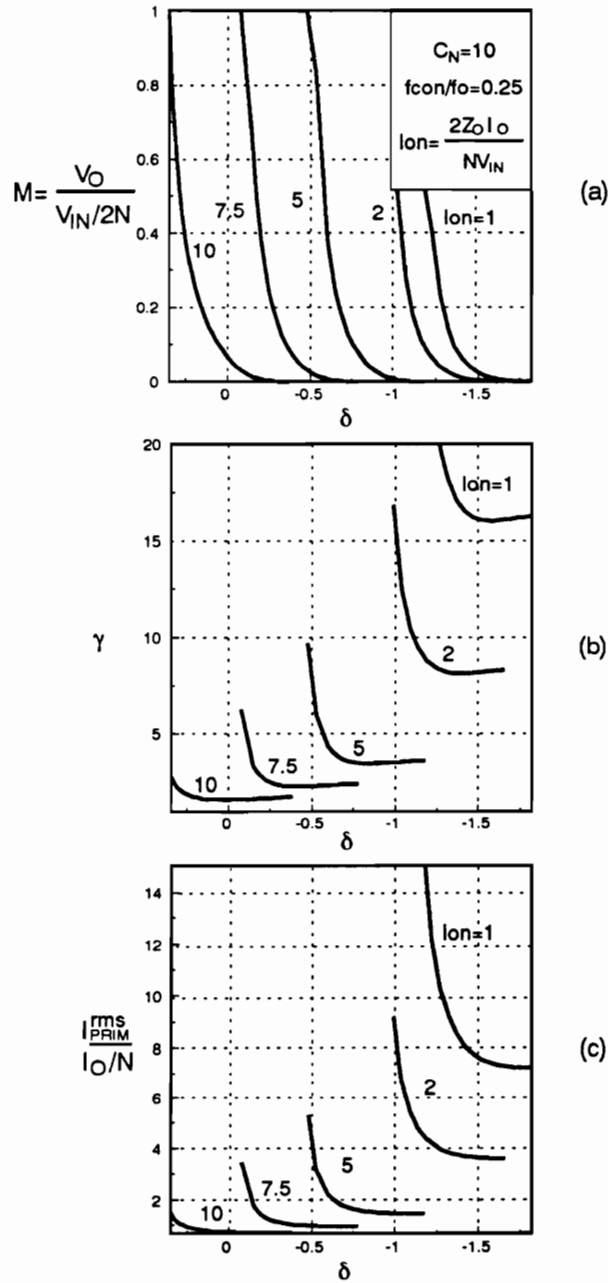 1
0.8
0.6
0.4
0.2
0
M= V_O / V_IN/2N
C_N=10
fcon/fo=0.25
Ion= 2Z_O I_O / NV_IN
10
7.5
5
2
Ion=1
(a)
0 -0.5 -1 -1.5
δ
20
15
10
5
γ
10
7.5
5
2
Ion=1
(b)
0 -0.5 -1 -1.5
δ
14
12
10
8
6
4
2
I_PRIM^rms / I_O/N
10
7.5
5
2
Ion=1
(c)
0 -0.5 -1 -1.5
δ